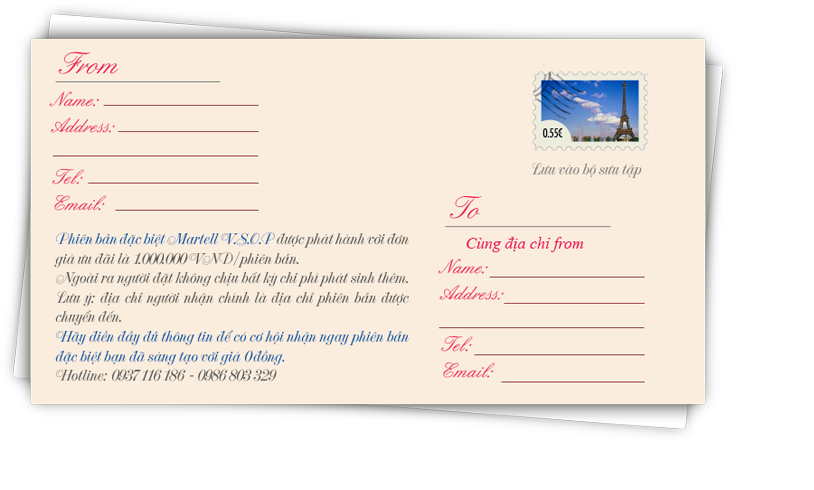 From
Name:
Address:
Tel:
Email:
Phiên bản đặc biệt Martell V.S.O.P được phát hành với đơn
giá ưu đãi là 1.000.000 VND/phiên bản.
Ngoài ra người đặt không chịu bất kỳ chi phí phát sinh thêm.
Lưu ý: địa chỉ người nhận chính là địa chỉ phiên bản được
chuyển đến.
Hãy điền đầy đủ thông tin để có cơ hội nhận ngay phiên bản
đặc biệt bạn đã sáng tạo với giá 0 đồng.
Hotline: 0937 116 186 - 0986 803 329
0.55€
Lưu vào bộ sưu tập
To
Cùng địa chỉ from
Name:
Address:
Tel:
Email: